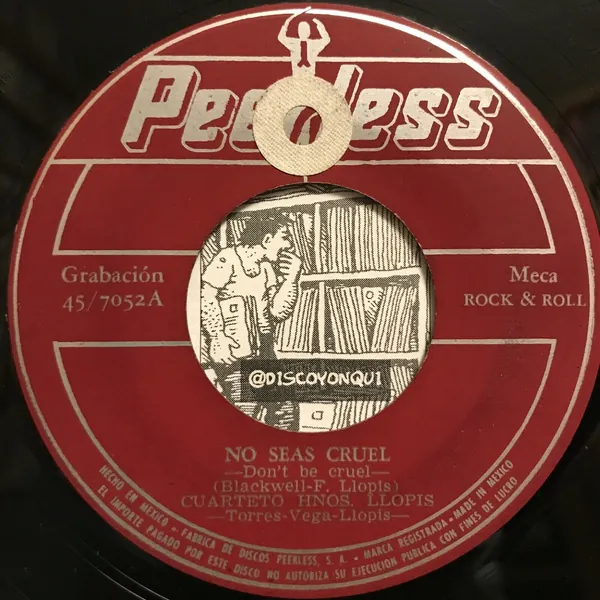 Peerless
Grabación
45/7052A
Meca
ROCK & ROLL
@DISCOYONQUI
NO SEAS CRUEL
—Don't be cruel—
(Blackwell-F. Llopis)
CUARTETO HNOS. LLOPIS
—Torres-Vega-Llopis—
HECHO EN MEXICO - FABRICA DE DISCOS PEERLESS, S. A. - MARCA REGISTRADA - MADE IN MEXICO
EL IMPORTE PAGADO POR ESTE DISCO NO AUTORIZA SU EJECUCION PUBLICA CON FINES DE LUCRO